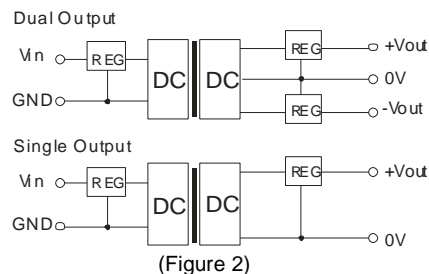 Dual Output
Vin REG DC DC REG +Vout
0V
GND REG -Vout
Single Output
Vin REG DC DC REG +Vout
GND 0V
(Figure 2)